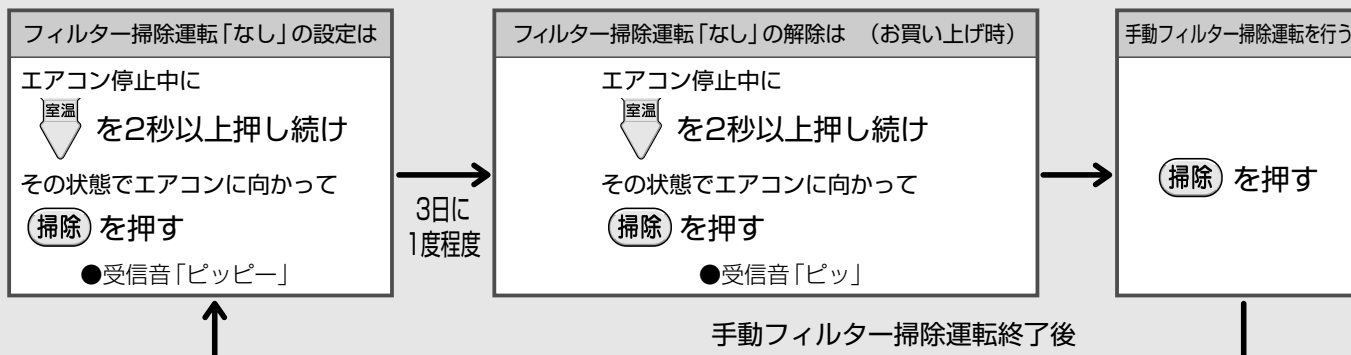 フィルター掃除運転「なし」の設定は
エアコン停止中に
室温 を2秒以上押し続け
その状態でエアコンに向かって
掃除 を押す
●受信音「ピッピー」
3日に
1度程度
フィルター掃除運転「なし」の解除は （お買い上げ時）
エアコン停止中に
室温 を2秒以上押し続け
その状態でエアコンに向かって
掃除 を押す
●受信音「ピッ」
手動フィルター掃除運転を行う
掃除 を押す
手動フィルター掃除運転終了後